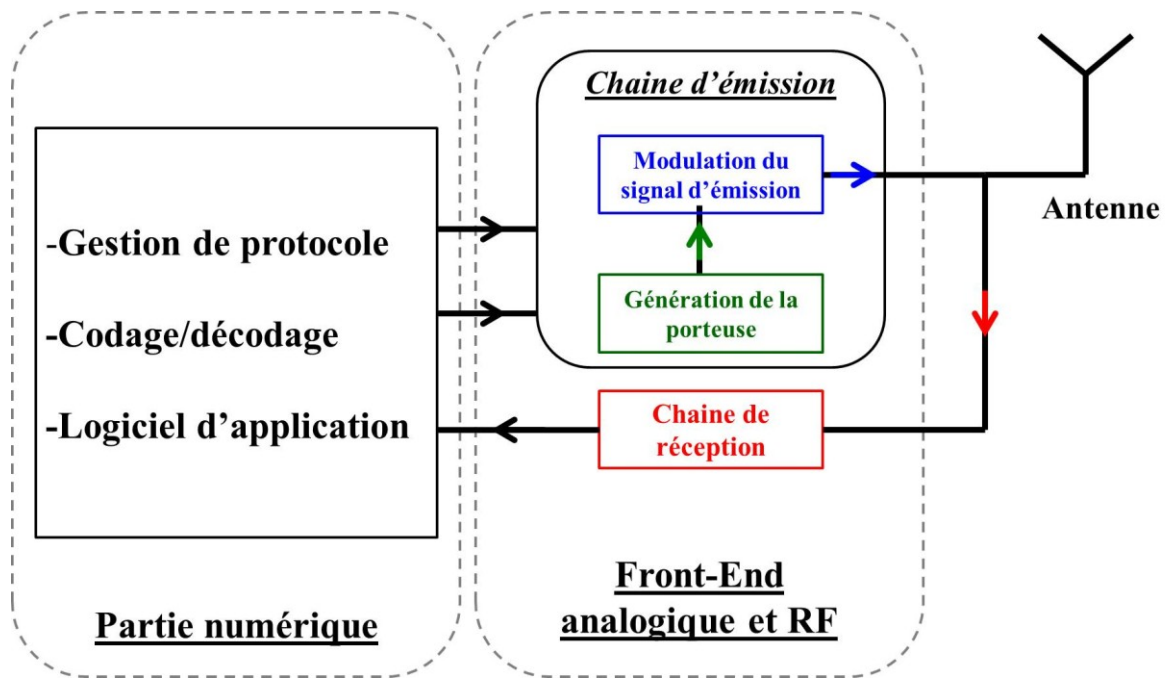 -Gestion de protocole
-Codage/décodage
-Logiciel d'application
Partie numérique
Chaine d'émission
Modulation du
signal d'émission
Génération de la
porteuse
Chaine de
réception
Front-End
analogique et RF
Antenne